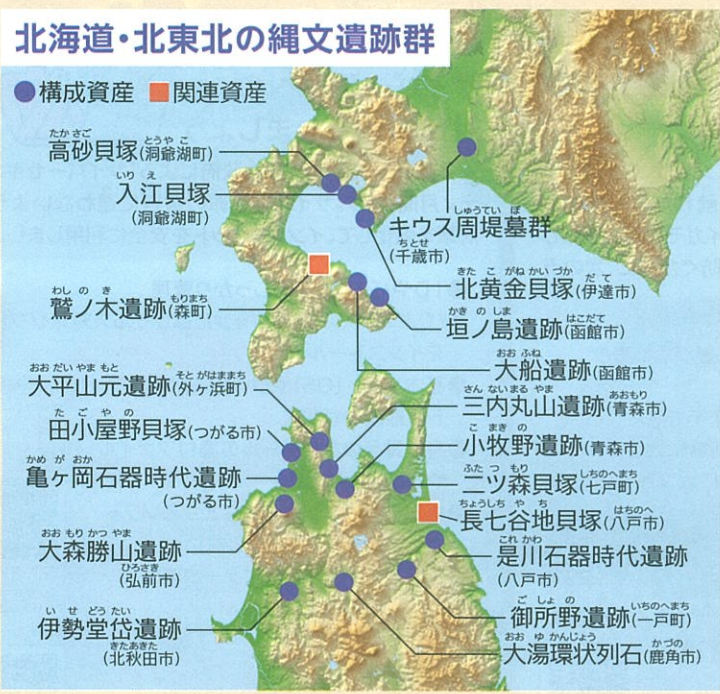 北海道・北東北の縄文遺跡群
●構成資産 ■関連資産
たかさご とうやこ
高砂貝塚(洞爺湖町)
いりえ
入江貝塚
(洞爺湖町)
しゅうていぼ
キウス周堤墓群
ちとせ
(千歳市)
きたこがねかいづか だて
北黄金貝塚(伊達市)
わしのき もりまち
鷲ノ木遺跡(森町)
かきのしま はこだて
垣ノ島遺跡(函館市)
おおふね
大船遺跡(函館市)
おおだいやまもと そとがはままち
大平山元遺跡(外ヶ浜町)
さんないまるやま あおもり
三内丸山遺跡(青森市)
たごやの
田小屋野貝塚(つがる市)
こまきの
小牧野遺跡(青森市)
かめがおか
亀ヶ岡石器時代遺跡
(つがる市)
ふたつもり しちのへまち
二ツ森貝塚(七戸町)
ちょうしちやち はちのへ
長七谷地貝塚(八戸市)
おおもりかつやま
大森勝山遺跡
ひろさき
(弘前市)
これかわ
是川石器時代遺跡
(八戸市)
いせどうたい
伊勢堂岱遺跡
きたあきた
(北秋田市)
ごしょの いちのへまち
御所野遺跡(一戸町)
おおゆかんじょう かづの
大湯環状列石(鹿角市)